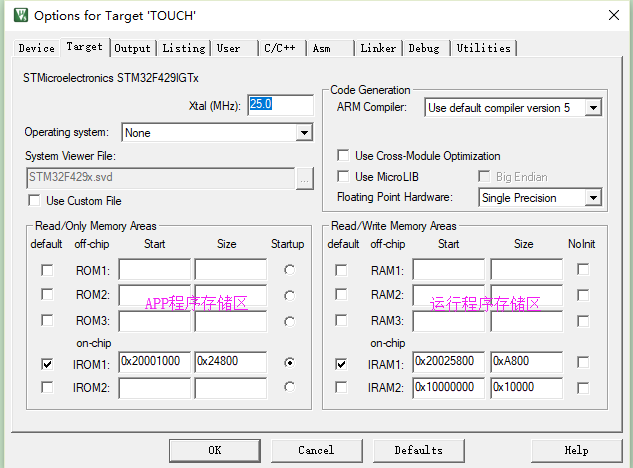 Options for Target 'TOUCH'
Device Target Output Listing User C/C++ Asm Linker Debug Utilities
STMicroelectronics STM32F429IGTx
Xtal (MHz): 25.0
Operating system: None
System Viewer File:
STM32F429x.svd ...
Use Custom File
Code Generation
ARM Compiler: Use default compiler version 5
Use Cross-Module Optimization
Use MicroLIB Big Endian
Floating Point Hardware: Single Precision
Read/Only Memory Areas
default off-chip Start Size Startup
ROM1:
ROM2:
APP程序存储区
ROM3:
on-chip
IROM1: 0x20001000 0x24800
IROM2:
Read/Write Memory Areas
default off-chip Start Size NoInit
RAM1:
RAM2:
运行程序存储区
RAM3:
on-chip
IRAM1: 0x20025800 0xA800
IRAM2: 0x10000000 0x10000
OK Cancel Defaults Help